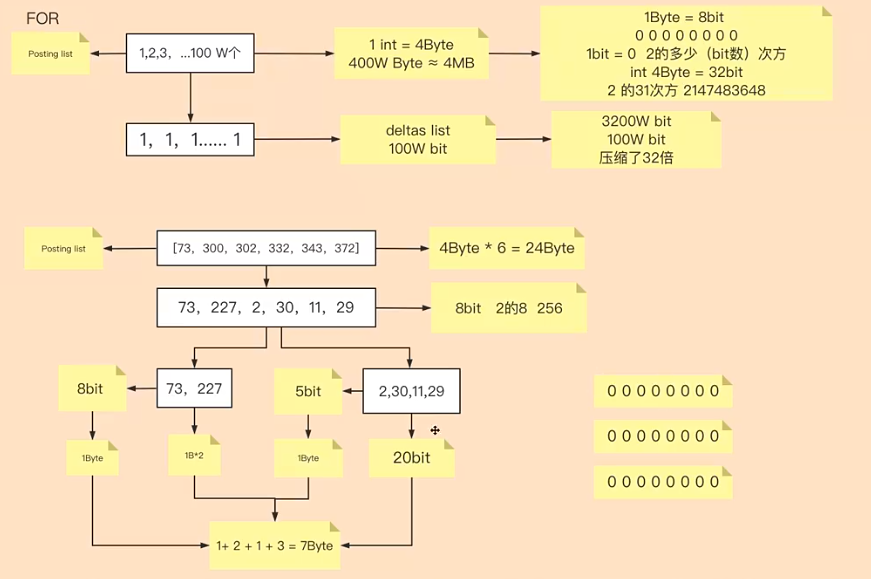 FOR
Posting list
1,2,3, ...100 W个
1 int = 4Byte
400W Byte ≈ 4MB
1Byte = 8bit
0 0 0 0 0 0 0 0
1bit = 0 2的多少（bit数）次方
int 4Byte = 32bit
2 的31次方 2147483648
1, 1, 1...... 1
deltas list
100W bit
3200W bit
100W bit
压缩了32倍
Posting list
[73, 300, 302, 332, 343, 372]
4Byte * 6 = 24Byte
73, 227, 2, 30, 11, 29
8bit 2的8 256
8bit
73, 227
5bit
2,30,11,29
0 0 0 0 0 0 0 0
0 0 0 0 0 0 0 0
0 0 0 0 0 0 0 0
1Byte
1B*2
1Byte
20bit
1+ 2 + 1 + 3 = 7Byte